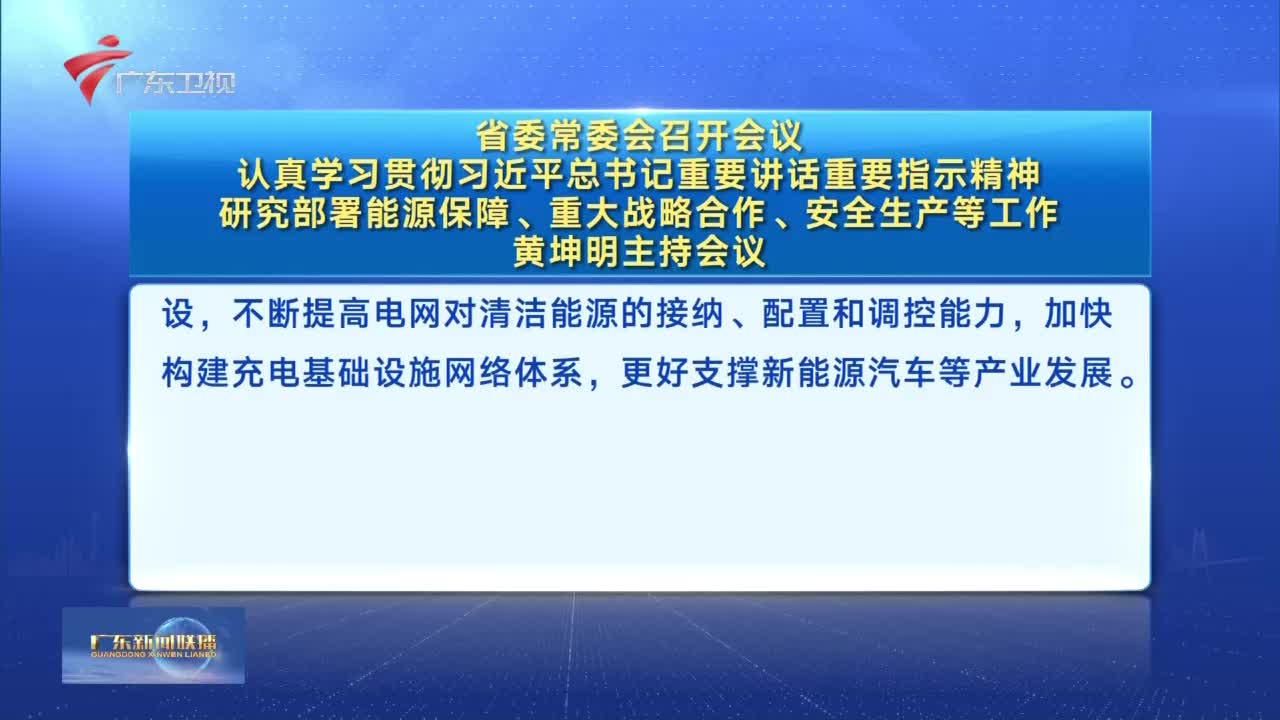 广东卫视
省委常委会召开会议
认真学习贯彻习近平总书记重要讲话重要指示精神
研究部署能源保障、重大战略合作、安全生产等工作
黄坤明主持会议
设，不断提高电网对清洁能源的接纳、配置和调控能力，加快
构建充电基础设施网络体系，更好支撑新能源汽车等产业发展。
广东新闻联播
GUANGDONG XINWEN LIANBO